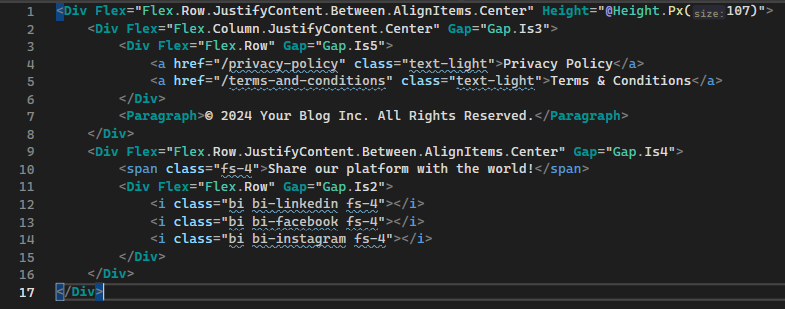 1 <Div Flex="Flex.Row.JustifyContent.Between.AlignItems.Center" Height="@Height.Px(size:107)">
2 <Div Flex="Flex.Column.JustifyContent.Center" Gap="Gap.Is3">
3 <Div Flex="Flex.Row" Gap="Gap.Is5">
4 <a href="/privacy-policy" class="text-light">Privacy Policy</a>
5 <a href="/terms-and-conditions" class="text-light">Terms & Conditions</a>
6 </Div>
7 <Paragraph>© 2024 Your Blog Inc. All Rights Reserved.</Paragraph>
8 </Div>
9 <Div Flex="Flex.Row.JustifyContent.Between.AlignItems.Center" Gap="Gap.Is4">
10 <span class="fs-4">Share our platform with the world!</span>
11 <Div Flex="Flex.Row" Gap="Gap.Is2">
12 <i class="bi bi-linkedin fs-4"></i>
13 <i class="bi bi-facebook fs-4"></i>
14 <i class="bi bi-instagram fs-4"></i>
15 </Div>
16 </Div>
17 </Div>